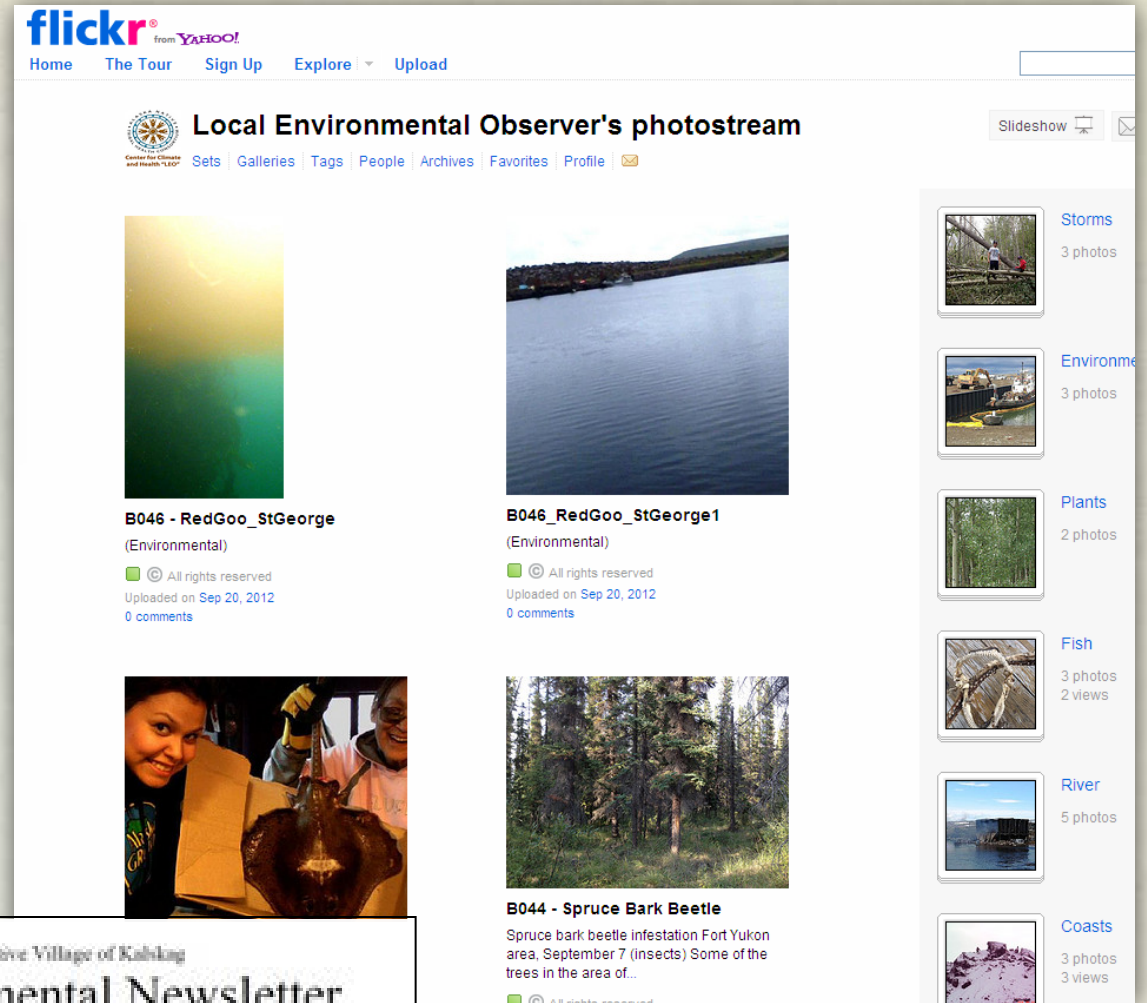 flickr® from YAHOO!
Home The Tour Sign Up Explore Upload
Local Environmental Observer's photostream
Slideshow
Center for Climate
and Health "LEO"
Sets Galleries Tags People Archives Favorites Profile
B046 - RedGoo_StGeorge
(Environmental)
© All rights reserved
Uploaded on Sep 20, 2012
0 comments
B046_RedGoo_StGeorge1
(Environmental)
© All rights reserved
Uploaded on Sep 20, 2012
0 comments
B044 - Spruce Bark Beetle
Spruce bark beetle infestation Fort Yukon
area, September 7 (insects) Some of the
trees in the area of...
© All rights reserved
Storms
3 photos
Environme
3 photos
Plants
2 photos
Fish
3 photos
2 views
River
5 photos
Coasts
3 photos
3 views
tive Village of Kalskag
mental Newsletter